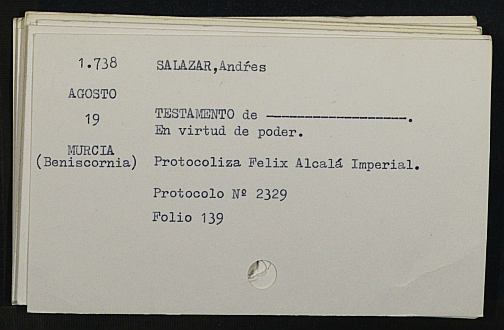 1.738 SALAZAR,Andres
AGOSTO
19 TESTAMENTO de ---------------------.
En virtud de poder.
MURCIA
(Beniscornia) Protocoliza Felix Alcalá Imperial.
Protocolo Nº 2329
Folio 139